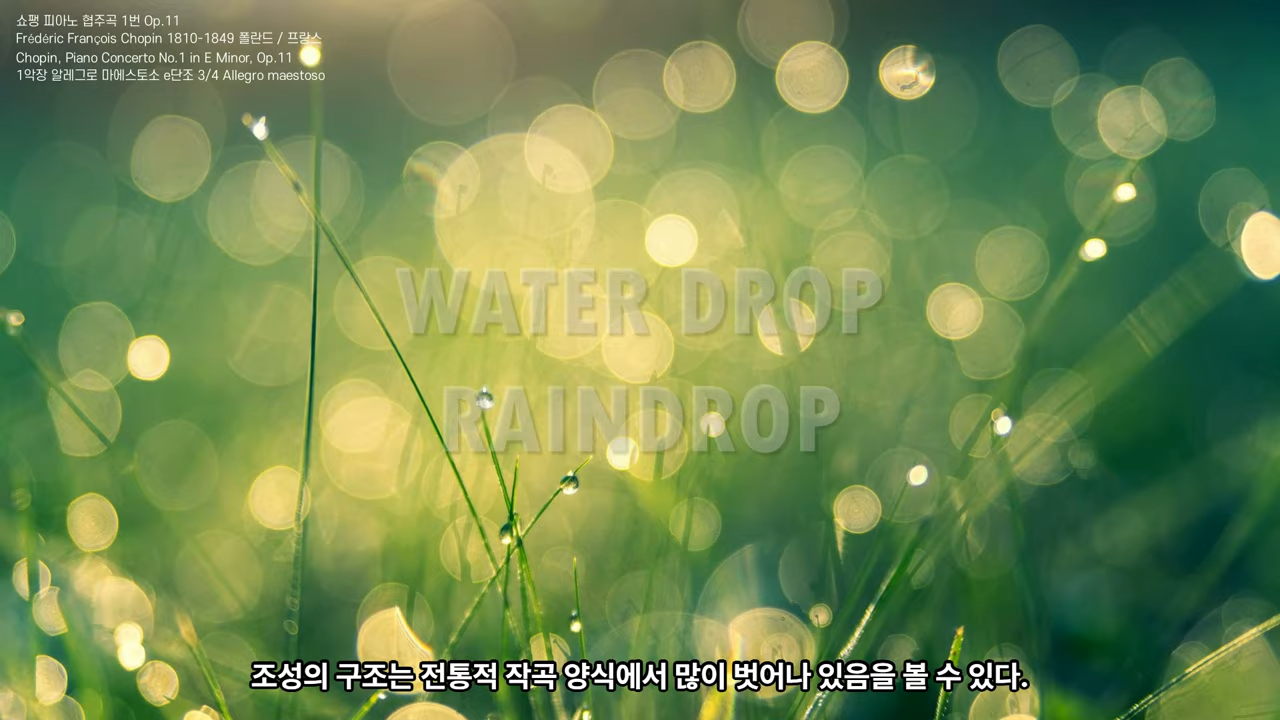 쇼팽 피아노 협주곡 1번 Op.11
Frédéric François Chopin 1810-1849 폴란드 / 프랑스
Chopin, Piano Concerto No.1 in E Minor, Op.11
1악장 알레그로 마에스토소 e단조 3/4 Allegro maestoso
WATER DROP
RAINDROP
조성의 구조는 전통적 작곡 양식에서 많이 벗어나 있음을 볼 수 있다.